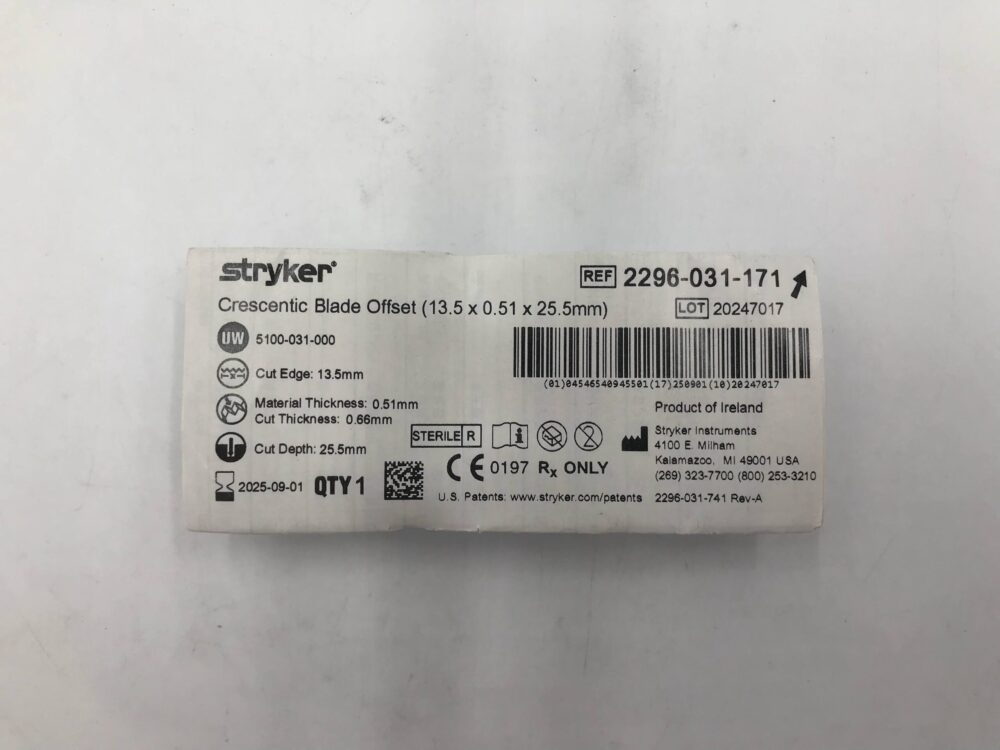 stryker®
REF 2296-031-171
Crescentic Blade Offset (13.5 x 0.51 x 25.5mm)
LOT 20247017
UW 5100-031-000
(01)04546540945501(17)250901(10)20247017
Cut Edge: 13.5mm
Material Thickness: 0.51mm
Cut Thickness: 0.66mm
Cut Depth: 25.5mm
2025-09-01 QTY 1
STERILE R
CE 0197 Rx ONLY
U.S. Patents: www.stryker.com/patents
Product of Ireland
Stryker Instruments
4100 E. Milham
Kalamazoo, MI 49001 USA
(269) 323-7700 (800) 253-3210
2296-031-741 Rev-A